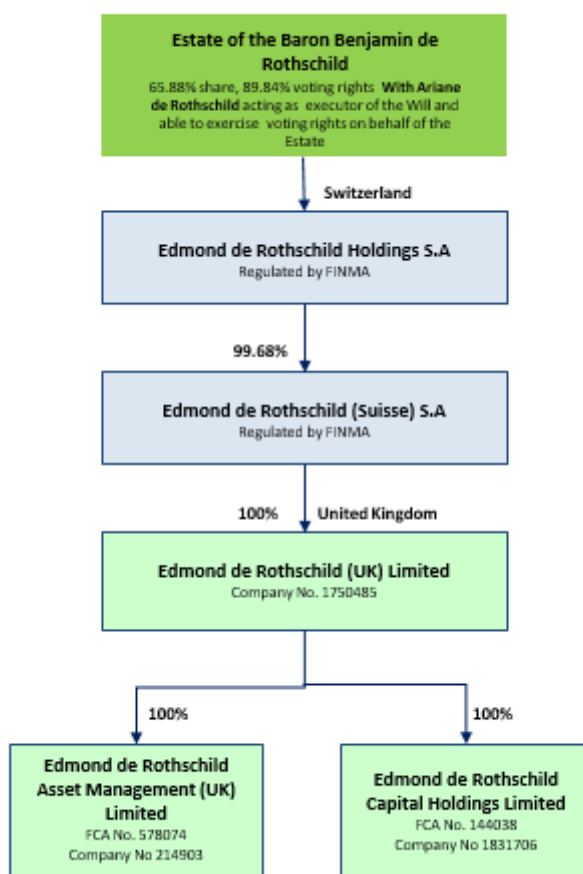 Estate of the Baron Benjamin de
Rothschild
65.88% share, 89.84% voting rights With Ariane
de Rothschild acting as executor of the Will and
able to exercise voting rights on behalf of the
Estate
Switzerland
Edmond de Rothschild Holdings S.A
Regulated by FINMA
99.68%
Edmond de Rothschild (Suisse) S.A
Regulated by FINMA
100%
United Kingdom
Edmond de Rothschild (UK) Limited
Company No. 1750485
100%
100%
Edmond de Rothschild
Asset Management (UK)
Limited
FCA No. 578074
Company No 214903
Edmond de Rothschild
Capital Holdings Limited
FCA No. 144038
Company No 1831706